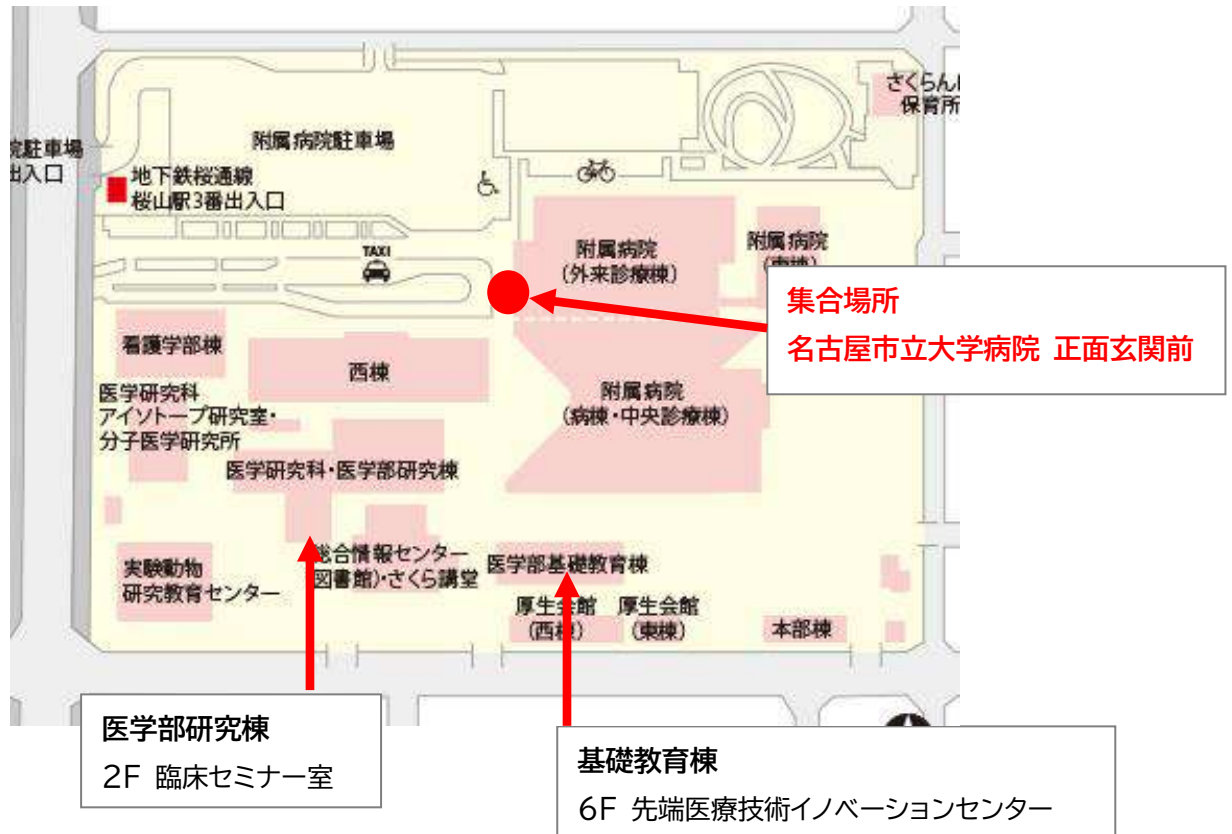 さくらん
保育所
附属病院駐車場
院駐車場
出入口
地下鉄桜通線
桜山駅3番出入口
TAXI
附属病院
(外来診療棟)
附属病院
(東棟)
集合場所
名古屋市立大学病院 正面玄関前
看護学部棟
西棟
医学研究科
アイソトープ研究室・
分子医学研究所
附属病院
(病棟・中央診療棟)
医学研究科・医学部研究棟
実験動物
研究教育センター
総合情報センター
図書館)・さくら講堂
医学部基礎教育棟
厚生会館
(西棟)
厚生会館
(東棟)
本部棟
医学部研究棟
2F 臨床セミナー室
基礎教育棟
6F 先端医療技術イノベーションセンター